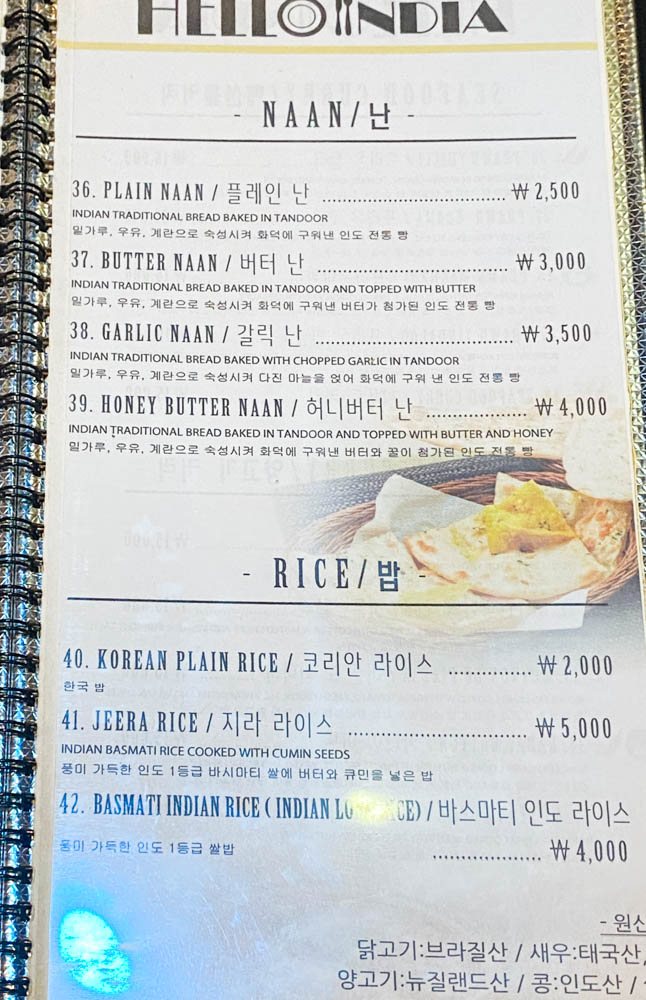 HELLO INDIA
- NAAN/난 -
36. PLAIN NAAN / 플레인 난 ........................................ ₩ 2,500
INDIAN TRADITIONAL BREAD BAKED IN TANDOOR
밀가루, 우유, 계란으로 숙성시켜 화덕에 구워낸 인도 전통 빵
37. BUTTER NAAN / 버터 난 ........................................ ₩ 3,000
INDIAN TRADITIONAL BREAD BAKED IN TANDOOR AND TOPPED WITH BUTTER
밀가루, 우유, 계란으로 숙성시켜 화덕에 구워낸 버터가 첨가된 인도 전통 빵
38. GARLIC NAAN / 갈릭 난 ........................................ ₩ 3,500
INDIAN TRADITIONAL BREAD BAKED WITH CHOPPED GARLIC IN TANDOOR
밀가루, 우유, 계란으로 숙성시켜 다진 마늘을 얹어 화덕에 구워 낸 인도 전통 빵
39. HONEY BUTTER NAAN / 허니버터 난 .................... ₩ 4,000
INDIAN TRADITIONAL BREAD BAKED IN TANDOOR AND TOPPED WITH BUTTER AND HONEY
밀가루, 우유, 계란으로 숙성시켜 화덕에 구워낸 버터와 꿀이 첨가된 인도 전통 빵
- RICE/밥 -
40. KOREAN PLAIN RICE / 코리안 라이스 ................ ₩ 2,000
한국 밥
41. JEERA RICE / 지라 라이스 .................................... ₩ 5,000
INDIAN BASMATI RICE COOKED WITH CUMIN SEEDS
풍미 가득한 인도 1등급 바시마티 쌀에 버터와 큐민을 넣은 밥
42. BASMATI INDIAN RICE ( INDIAN / 바스마티 인도 라이스
풍미 가득한 인도 1등급 쌀밥 .................... ₩ 4,000
- 원산
닭고기:브라질산 / 새우:태국산,
양고기:뉴질랜드산 / 콩:인도산 /